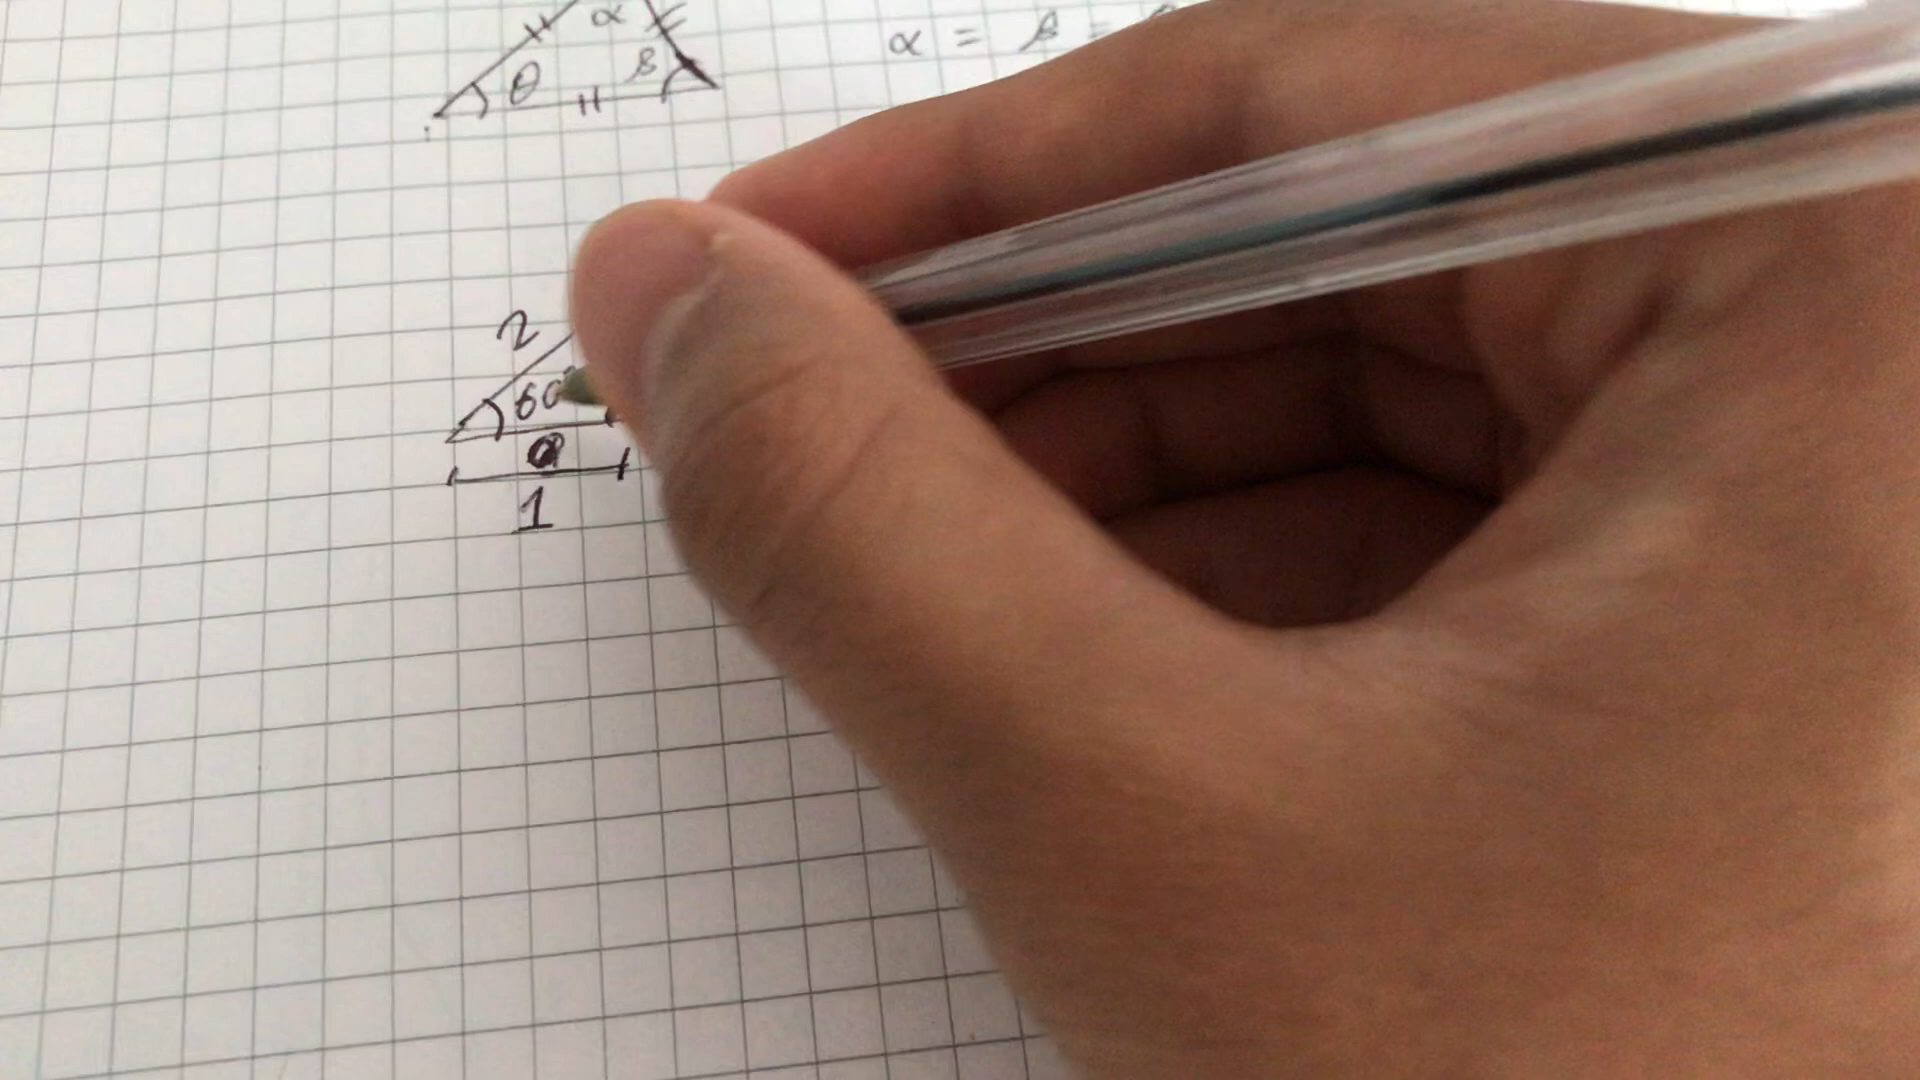 α
θ β
α = β =
2
60
1